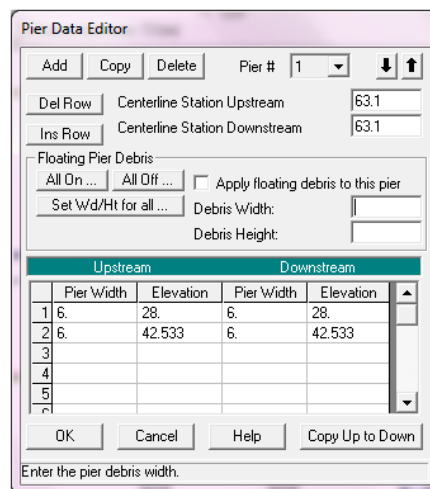 Pier Data Editor
Add Copy Delete Pier # 1
Del Row Centerline Station Upstream 63.1
Ins Row Centerline Station Downstream 63.1
Floating Pier Debris
All On ... All Off ... Apply floating debris to this pier
Set Wd/Ht for all ... Debris Width:
Debris Height:
Upstream Downstream
Pier Width Elevation Pier Width Elevation
1 6. 28. 6. 28.
2 6. 42.533 6. 42.533
3
4
5
OK Cancel Help Copy Up to Down
Enter the pier debris width.